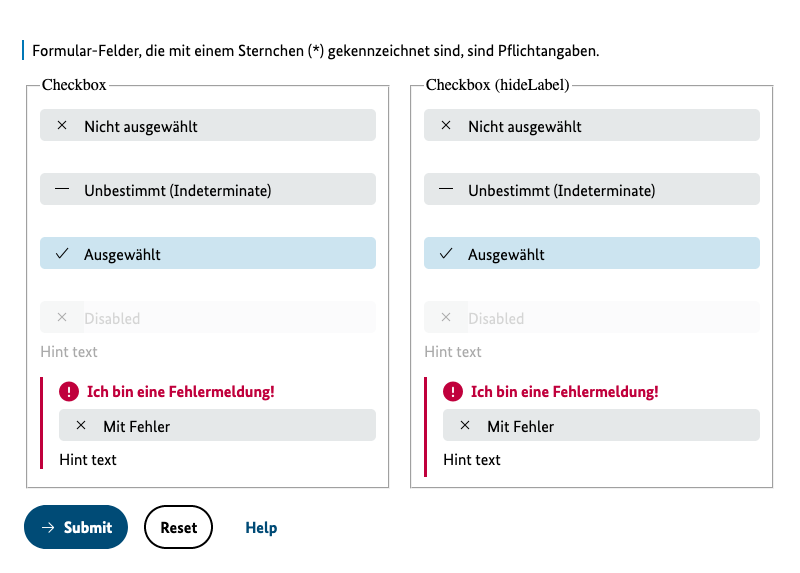 Formular-Felder, die mit einem Sternchen (*) gekennzeichnet sind, sind Pflichtangaben.
Checkbox
Nicht ausgewählt
Unbestimmt (Indeterminate)
Ausgewählt
Disabled
Hint text
Ich bin eine Fehlermeldung!
Mit Fehler
Hint text
Checkbox (hideLabel)
Nicht ausgewählt
Unbestimmt (Indeterminate)
Ausgewählt
Disabled
Hint text
Ich bin eine Fehlermeldung!
Mit Fehler
Hint text
Submit
Reset
Help